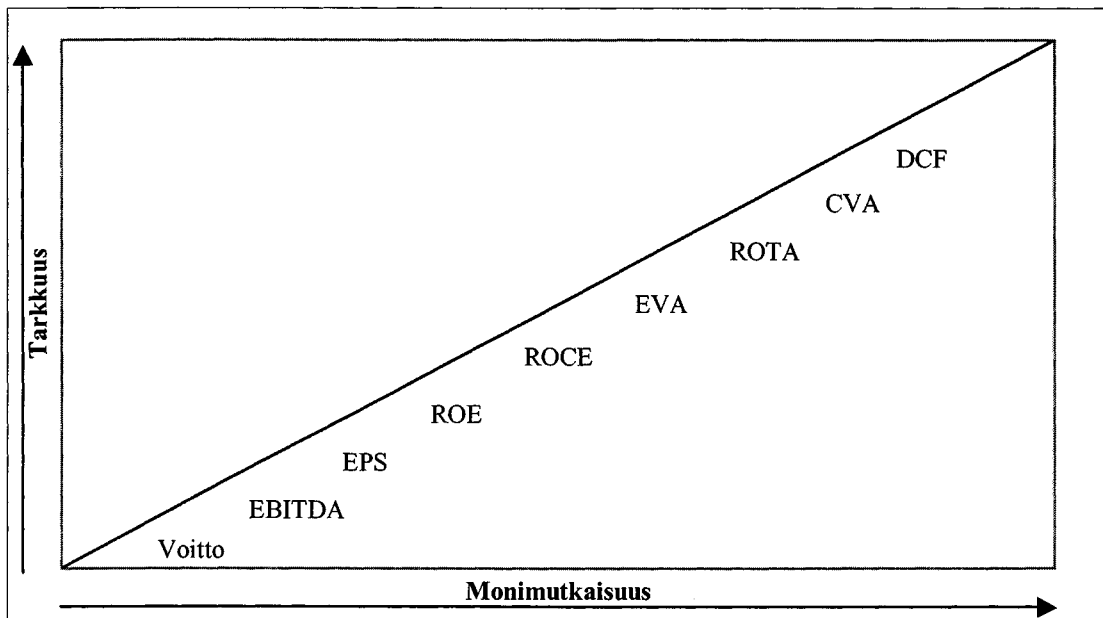 DCF
CVA
ROTA
EVA
ROCE
ROE
EPS
EBITDA
Voitto
Tarkkuus
Monimutkaisuus